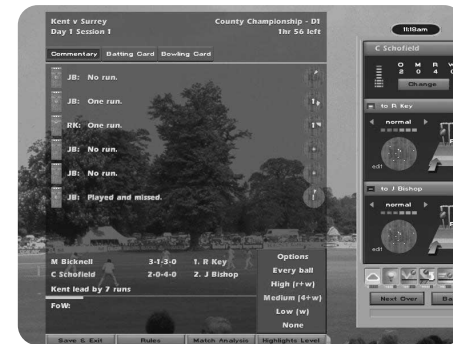 Kent v Surrey
County Championship - D1
Day 1 Session 1
1hr 56 left
Commentary
Batting Card
Bowling Card
JB: No run.
JB: One run.
1
RK: One run.
1
JB: No run.
JB: No run.
JB: Played and missed.
M Bicknell 3-1-3-0 1. R Key
C Schofield 2-0-4-0 2. J Bishop
Kent lead by 7 runs
FoW:
Options
Every ball
High (r+w)
Medium (4+w)
Low (w)
None
Save & Exit
Rules
Match Analysis
Highlights Level
11:18am
C Schofield
O M R
2 0 4
Change
to R Key
normal
edit
to J Bishop
normal
edit
Next Over